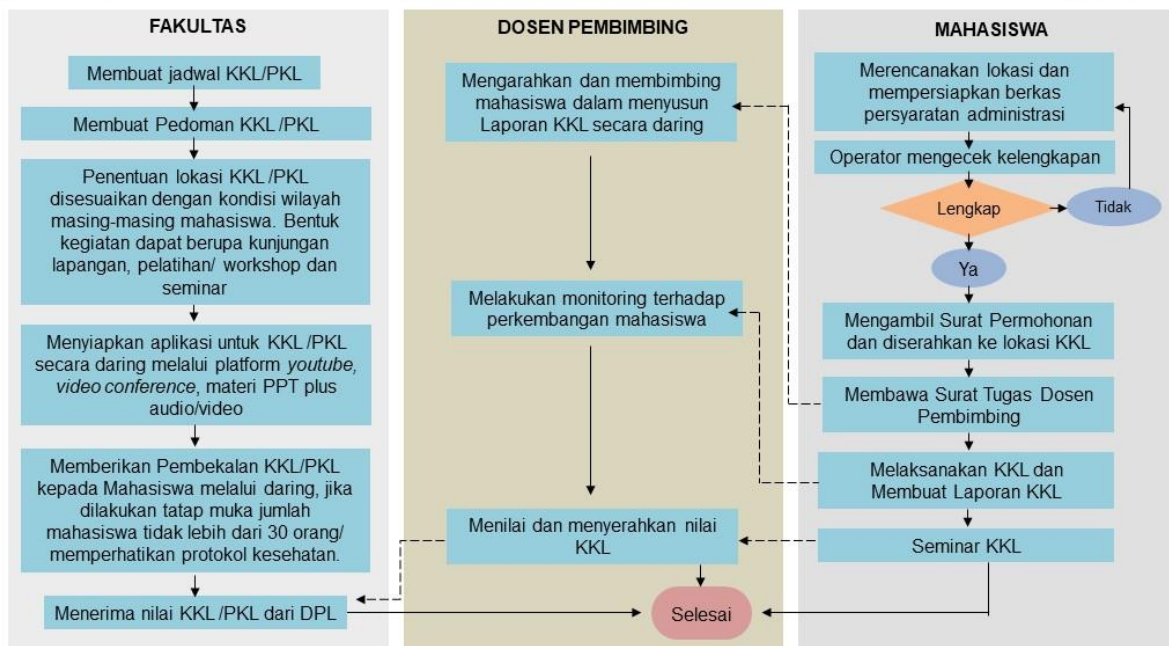 FAKULTAS
Membuat jadwal KKL/PKL
Membuat Pedoman KKL /PKL
Penentuan lokasi KKL /PKL
disesuaikan dengan kondisi wilayah
masing-masing mahasiswa. Bentuk
kegiatan dapat berupa kunjungan
lapangan, pelatihan/ workshop dan
seminar
Menyiapkan aplikasi untuk KKL /PKL
secara daring melalui platform youtube,
video conference, materi PPT plus
audio/video
Memberikan Pembekalan KKL/PKL
kepada Mahasiswa melalui daring, jika
dilakukan tatap muka jumlah
mahasiswa tidak lebih dari 30 orang/
memperhatikan protokol kesehatan.
Menerima nilai KKL /PKL dari DPL
DOSEN PEMBIMBING
Mengarahkan dan membimbing
mahasiswa dalam menyusun
Laporan KKL secara daring
Melakukan monitoring terhadap
perkembangan mahasiswa
Menilai dan menyerahkan nilai
KKL
Selesai
MAHASISWA
Merencanakan lokasi dan
mempersiapkan berkas
persyaratan administrasi
Operator mengecek kelengkapan
Lengkap
Tidak
Ya
Mengambil Surat Permohonan
dan diserahkan ke lokasi KKL
Membawa Surat Tugas Dosen
Pembimbing
Melaksanakan KKL dan
Membuat Laporan KKL
Seminar KKL